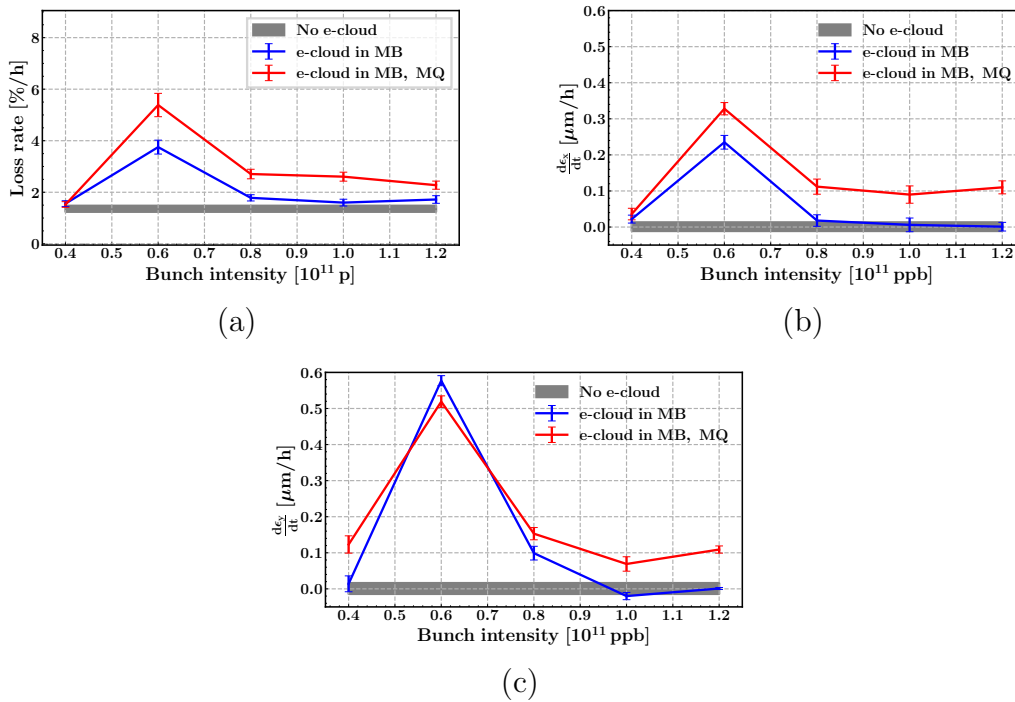 No e-cloud
e-cloud in MB
e-cloud in MB, MQ
Loss rate [%/h]
8
6
4
2
0
0.4 0.5 0.6 0.7 0.8 0.9 1.0 1.1 1.2
Bunch intensity [10¹¹ p]
(a)
No e-cloud
e-cloud in MB
e-cloud in MB, MQ
dεₓ/dt [μm/h]
0.6
0.5
0.4
0.3
0.2
0.1
0.0
0.4 0.5 0.6 0.7 0.8 0.9 1.0 1.1 1.2
Bunch intensity [10¹¹ ppb]
(b)
No e-cloud
e-cloud in MB
e-cloud in MB, MQ
dε_y/dt [μm/h]
0.6
0.5
0.4
0.3
0.2
0.1
0.0
0.4 0.5 0.6 0.7 0.8 0.9 1.0 1.1 1.2
Bunch intensity [10¹¹ ppb]
(c)